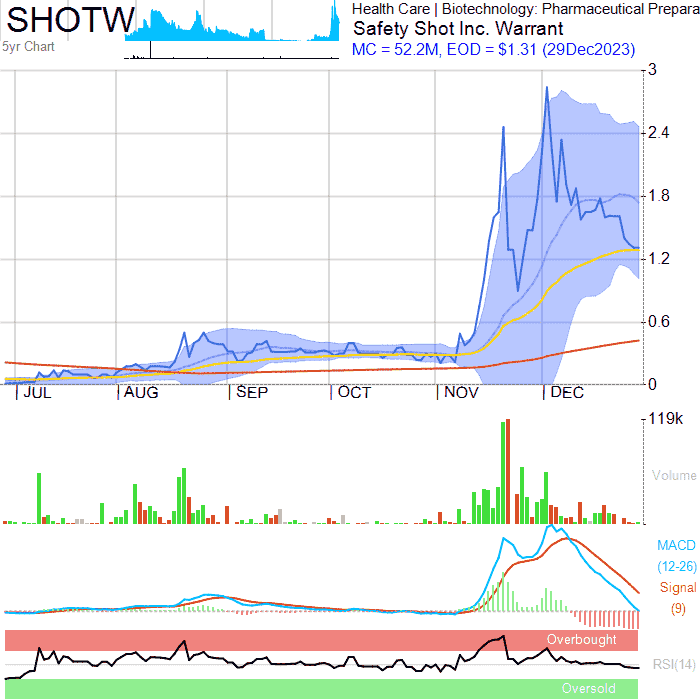 SHOTW
5yr Chart
Health Care | Biotechnology: Pharmaceutical Prepara
Safety Shot Inc. Warrant
MC = 52.2M, EOD = $1.31 (29Dec2023)
3
2.4
1.8
1.2
0.6
0
JUL AUG SEP OCT NOV DEC
119k
Volume
MACD
(12-26)
Signal
(9)
Overbought
RSI(14)
Oversold